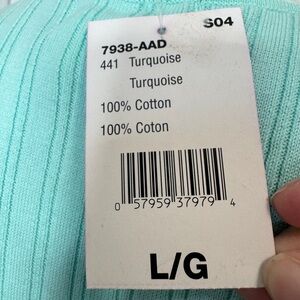 S04
7938-AAD
441 Turquoise
Turquoise
100% Cotton
100% Coton
0 57959 37979 4
L/G